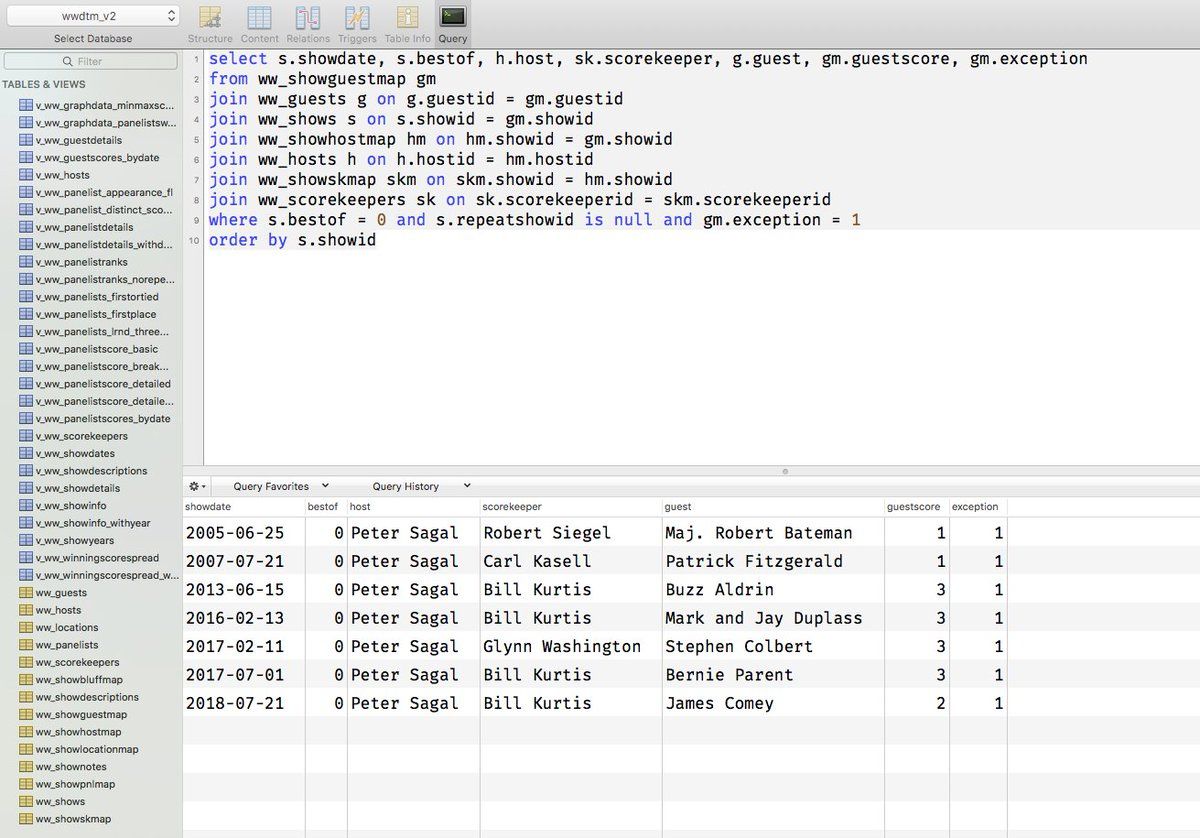 wwdtm_v2
Select Database
Structure Content Relations Triggers Table Info Query
Filter
TABLES & VIEWS
v_ww_graphdata_minmaxsc...
v_ww_graphdata_panelistsw...
v_ww_guestdetails
v_ww_guestscores_bydate
v_ww_hosts
v_ww_panelist_appearance_fl
v_ww_panelist_distinct_sco...
v_ww_panelistdetails
v_ww_panelistdetails_withd...
v_ww_panelistranks
v_ww_panelistranks_norepe...
v_ww_panelists_firstortied
v_ww_panelists_firstplace
v_ww_panelists_lrnd_three...
v_ww_panelistscore_basic
v_ww_panelistscore_break...
v_ww_panelistscore_detailed
v_ww_panelistscore_detaile...
v_ww_panelistscores_bydate
v_ww_scorekeepers
v_ww_showdates
v_ww_showdescriptions
v_ww_showdetails
v_ww_showinfo
v_ww_showinfo_withyear
v_ww_showyears
v_ww_winningscorespread
v_ww_winningscorespread_w...
ww_guests
ww_hosts
ww_locations
ww_panelists
ww_scorekeepers
ww_showbluffmap
ww_showdescriptions
ww_showguestmap
ww_showhostmap
ww_showlocationmap
ww_shownotes
ww_showpnlmap
ww_shows
ww_showskmap
1 select s.showdate, s.bestof, h.host, sk.scorekeeper, g.guest, gm.guestscore, gm.exception
2 from ww_showguestmap gm
3 join ww_guests g on g.guestid = gm.guestid
4 join ww_shows s on s.showid = gm.showid
5 join ww_showhostmap hm on hm.showid = gm.showid
6 join ww_hosts h on h.hostid = hm.hostid
7 join ww_showskmap skm on skm.showid = hm.showid
8 join ww_scorekeepers sk on sk.scorekeeperid = skm.scorekeeperid
9 where s.bestof = 0 and s.repeatshowid is null and gm.exception = 1
10 order by s.showid
Query Favorites Query History
showdate bestof host scorekeeper guest guestscore exception
2005-06-25 0 Peter Sagal Robert Siegel Maj. Robert Bateman 1 1
2007-07-21 0 Peter Sagal Carl Kasell Patrick Fitzgerald 1 1
2013-06-15 0 Peter Sagal Bill Kurtis Buzz Aldrin 3 1
2016-02-13 0 Peter Sagal Bill Kurtis Mark and Jay Duplass 3 1
2017-02-11 0 Peter Sagal Glynn Washington Stephen Colbert 3 1
2017-07-01 0 Peter Sagal Bill Kurtis Bernie Parent 3 1
2018-07-21 0 Peter Sagal Bill Kurtis James Comey 2 1